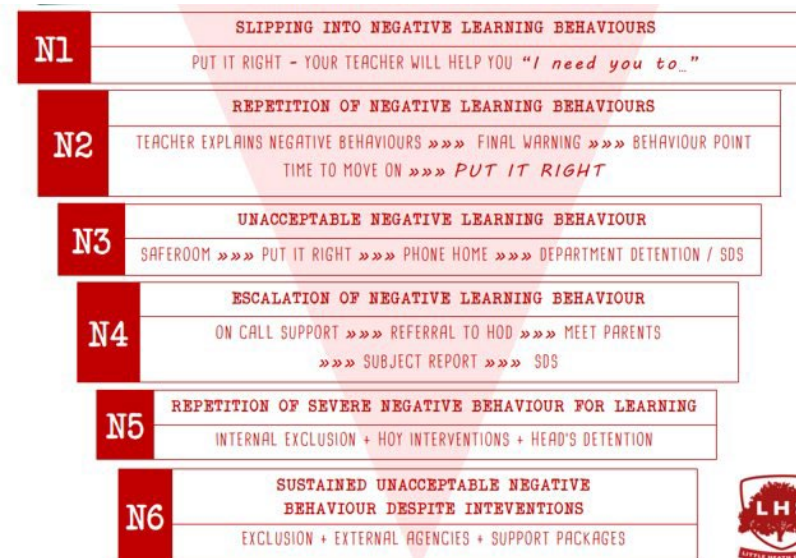 N1
SLIPPING INTO NEGATIVE LEARNING BEHAVIOURS
PUT IT RIGHT - YOUR TEACHER WILL HELP YOU "I need you to…"
N2
REPETITION OF NEGATIVE LEARNING BEHAVIOURS
TEACHER EXPLAINS NEGATIVE BEHAVIOURS »»» FINAL WARNING »»» BEHAVIOUR POINT
TIME TO MOVE ON »»» PUT IT RIGHT
N3
UNACCEPTABLE NEGATIVE LEARNING BEHAVIOUR
SAFEROOM »»» PUT IT RIGHT »»» PHONE HOME »»» DEPARTMENT DETENTION / SDS
N4
ESCALATION OF NEGATIVE LEARNING BEHAVIOUR
ON CALL SUPPORT »»» REFERRAL TO HOD »»» MEET PARENTS
»»» SUBJECT REPORT »»» SDS
N5
REPETITION OF SEVERE NEGATIVE BEHAVIOUR FOR LEARNING
INTERNAL EXCLUSION + HOY INTERVENTIONS + HEAD'S DETENTION
N6
SUSTAINED UNACCEPTABLE NEGATIVE
BEHAVIOUR DESPITE INTEVENTIONS
EXCLUSION + EXTERNAL AGENCIES + SUPPORT PACKAGES
LH
LITTLE HEATH